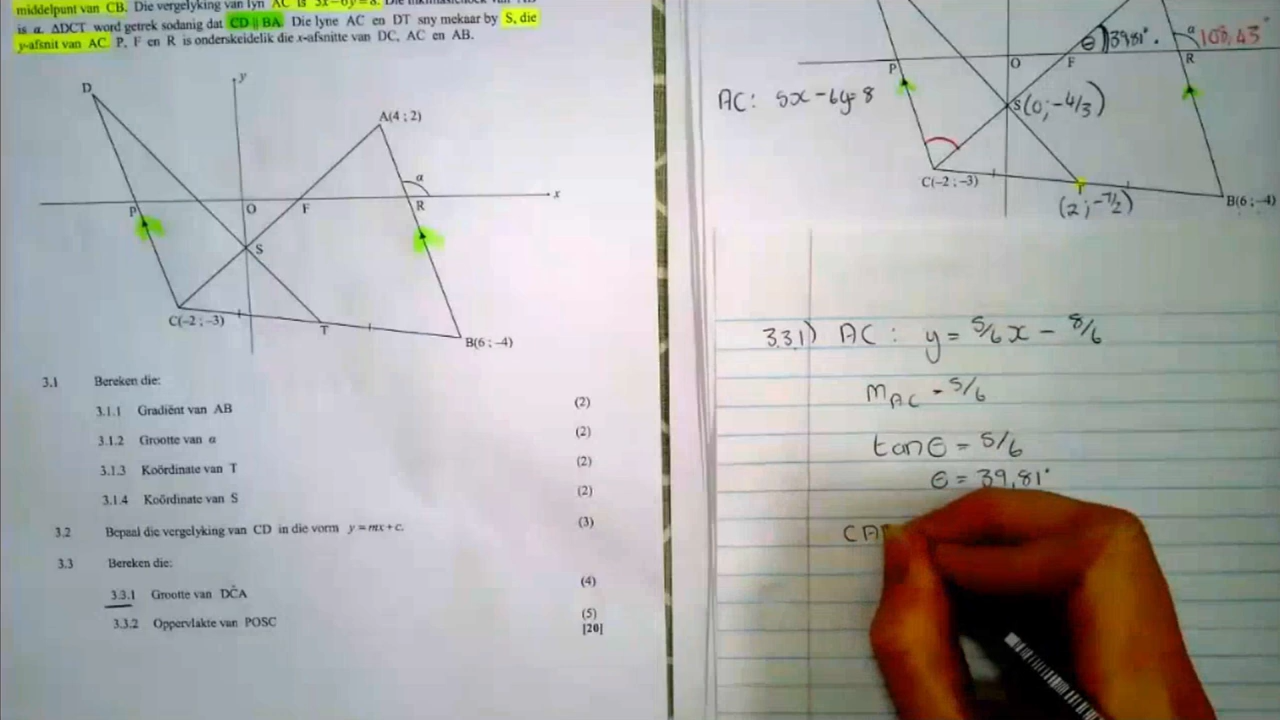 middelpunt van CB. Die vergelyking van lyn AC is 5x−6y=8. Die
is α. ΔDCT word getrek sodanig dat CD ∥ BA. Die lyne AC en DT sny mekaar by S, die
y-afsnit van AC. P, F en R is onderskeidelik die x-afsnitte van DC, AC en AB.
D
y
A(4 ; 2)
α
x
P
O
F
R
S
C(−2 ; −3)
T
B(6 ; −4)
3.1 Bereken die:
3.1.1 Gradiënt van AB (2)
3.1.2 Grootte van α (2)
3.1.3 Koördinate van T (2)
3.1.4 Koördinate van S (2)
3.2 Bepaal die vergelyking van CD in die vorm y = mx + c. (3)
3.3 Bereken die:
3.3.1 Grootte van DĈA (4)
3.3.2 Oppervlakte van POSC (5)
[20]
θ 39,81°. α 108,43°
P O F R
AC: 5x − 6y = 8
S(0; −4/3)
C(−2 ; −3)
T
(2; −7/2)
B(6 ; −4)
3.3.1) AC : y = 5/6 x − 8/6
mAC = 5/6
tan θ = 5/6
θ = 39,81°